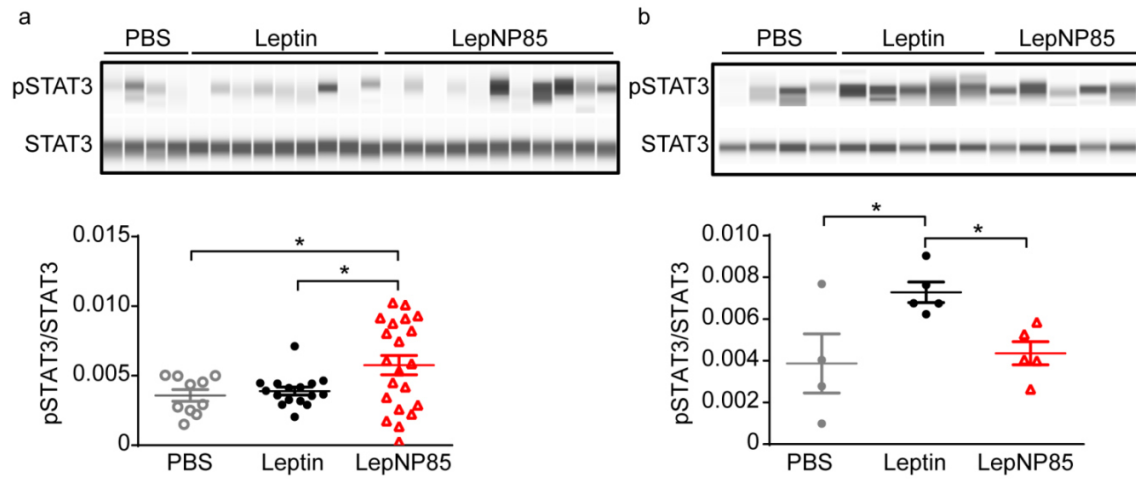 a
PBS Leptin LepNP85
pSTAT3
STAT3
pSTAT3/STAT3
0.015
0.010
0.005
0
* 
*
PBS Leptin LepNP85
b
PBS Leptin LepNP85
pSTAT3
STAT3
pSTAT3/STAT3
0.010
0.008
0.006
0.004
0.002
0
*
*
PBS Leptin LepNP85